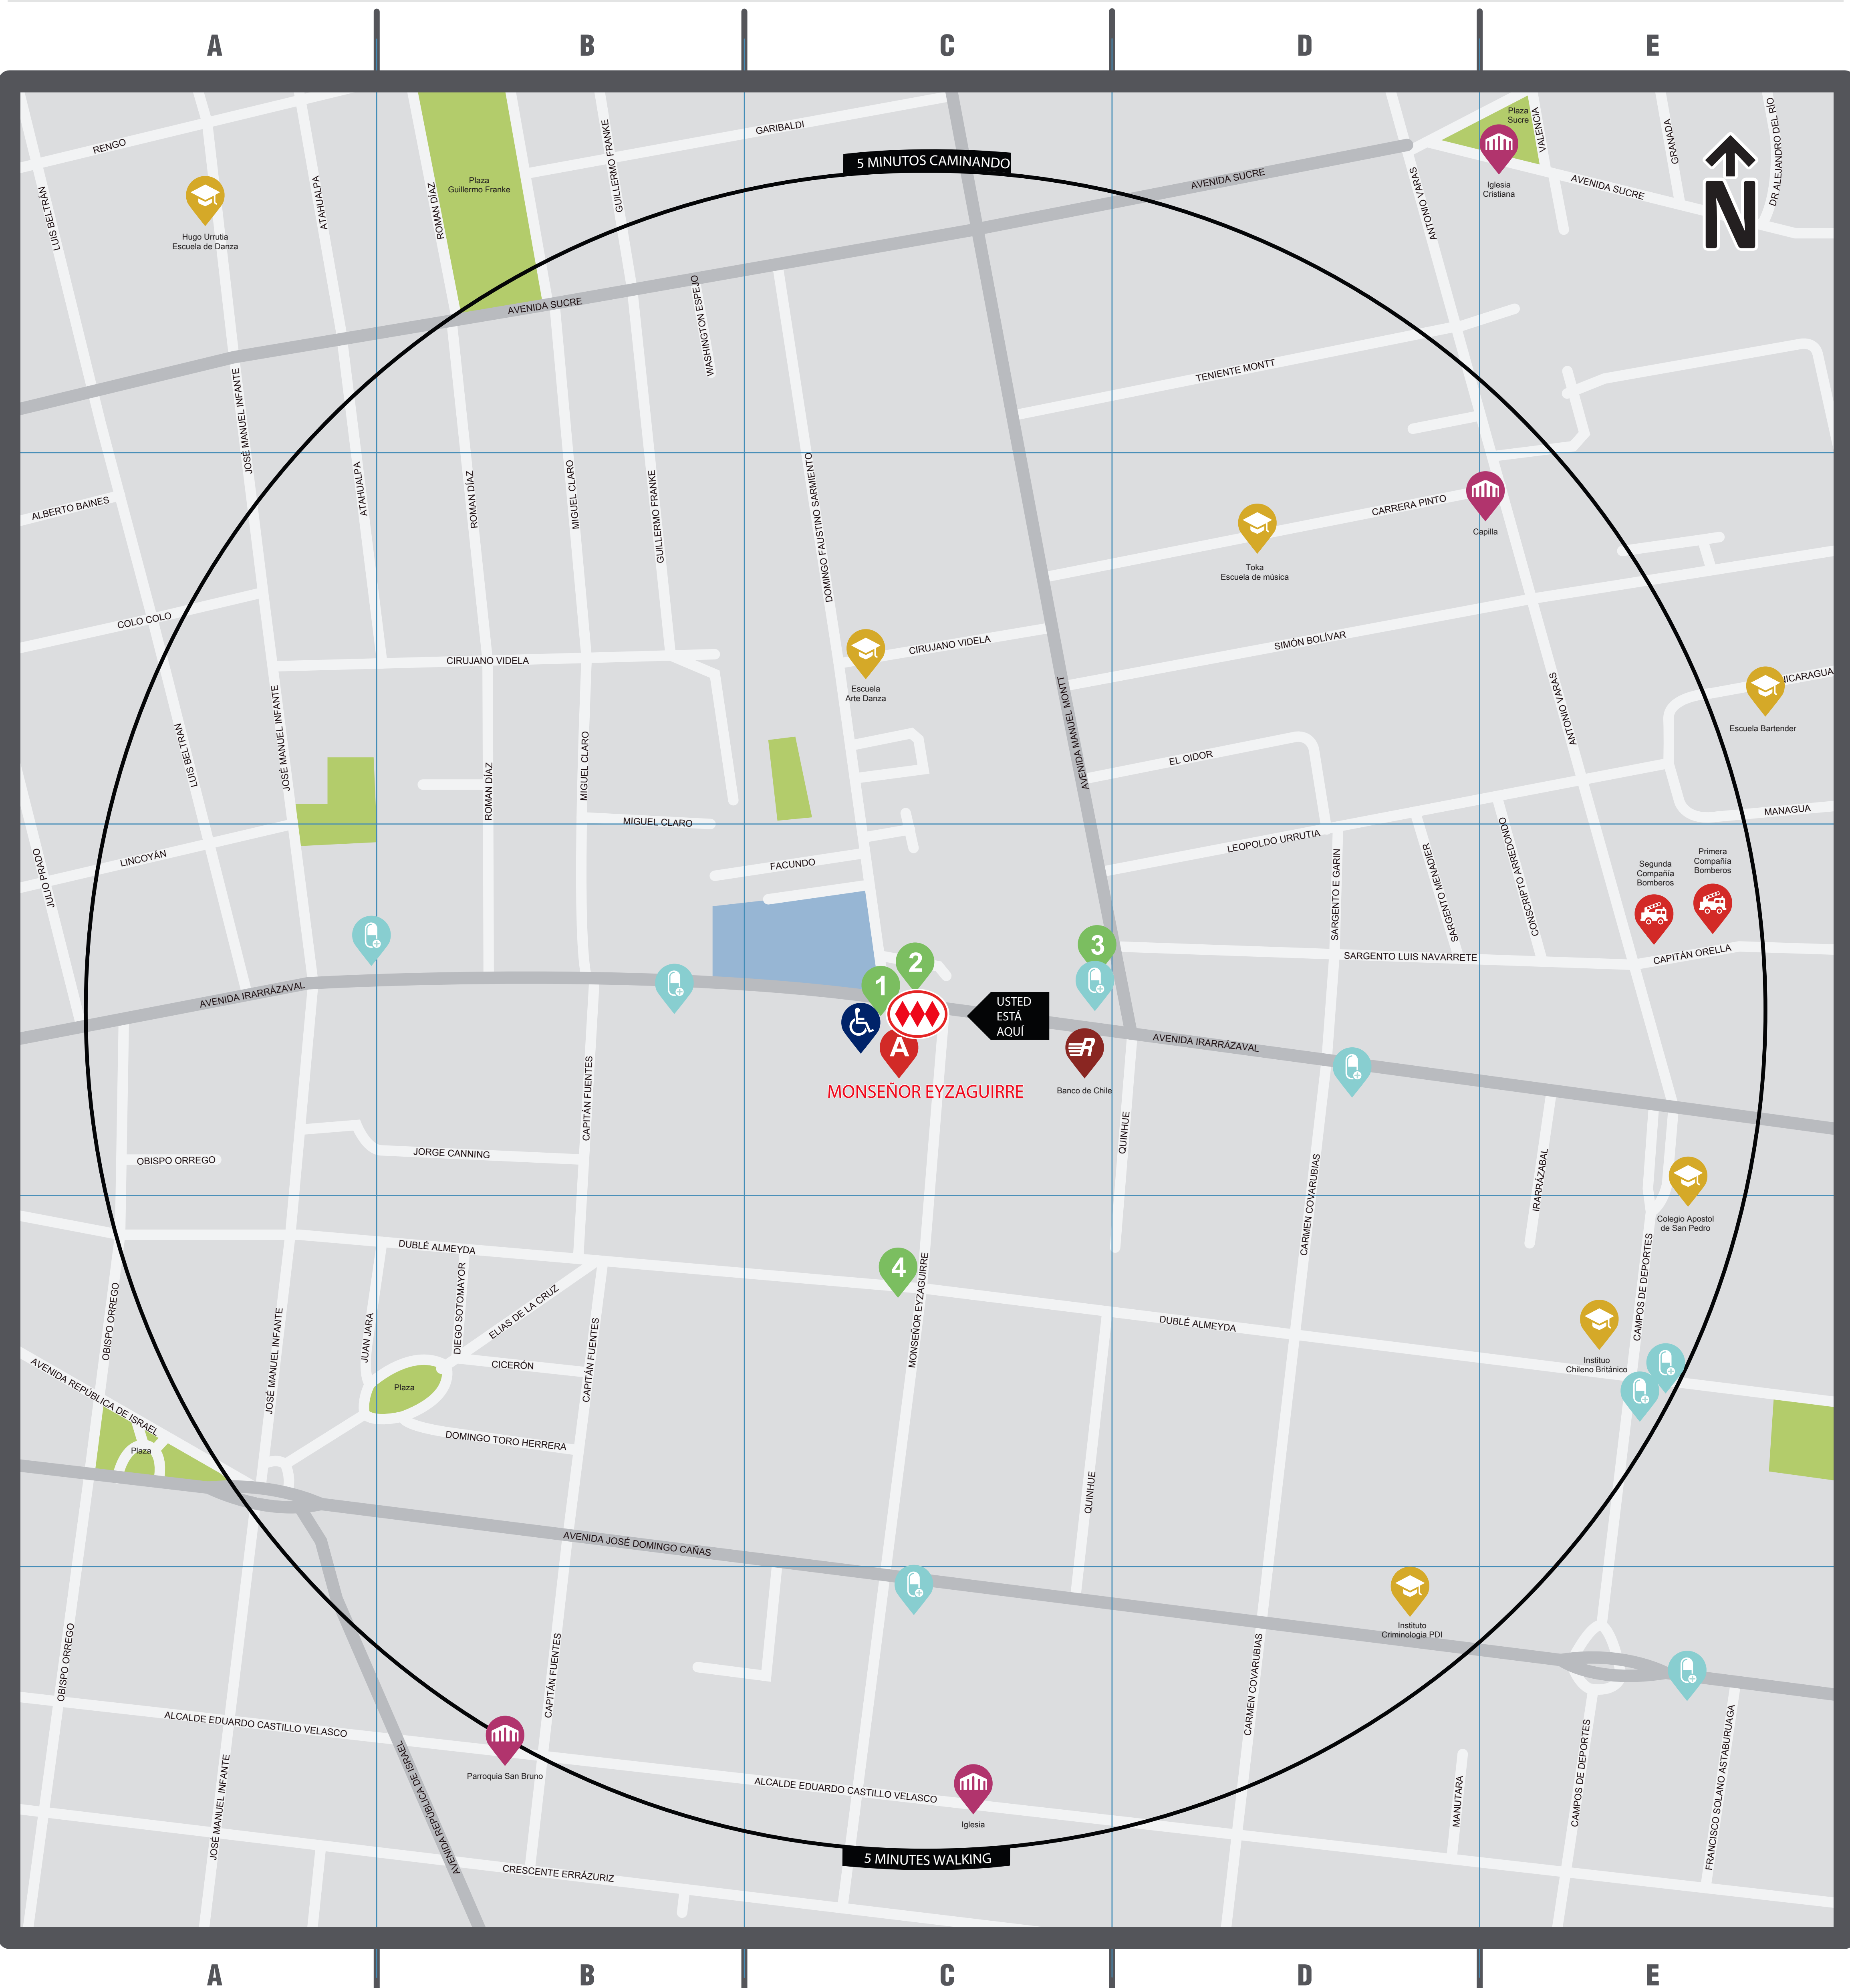 A
B
C
D
E
RENGO
LUIS BELTRÁN
Hugo Urrutia
Escuela de Danza
ATAHUALPA
ROMAN DÍAZ
Plaza
Guillermo Franke
GUILLERMO FRANKE
GARIBALDI
5 MINUTOS CAMINANDO
AVENIDA SUCRE
ANTONIO VARAS
Plaza
Sucre
VALENCIA
Iglesia
Cristiana
AVENIDA SUCRE
GRANADA
DR ALEJANDRO DEL RÍO
N
AVENIDA SUCRE
WASHINGTON ESPEJO
TENIENTE MONTT
JOSÉ MANUEL INFANTE
ALBERTO BAINES
ATAHUALPA
ROMAN DÍAZ
MIGUEL CLARO
GUILLERMO FRANKE
DOMINGO FAUSTINO SARMIENTO
CARRERA PINTO
Capilla
Toka
Escuela de música
COLO COLO
CIRUJANO VIDELA
CIRUJANO VIDELA
SIMÓN BOLÍVAR
Escuela
Arte Danza
NICARAGUA
Escuela Bartender
LUIS BELTRAN
JOSÉ MANUEL INFANTE
ROMAN DÍAZ
MIGUEL CLARO
AVENIDA MANUEL MONTT
EL OIDOR
ANTONIO VARAS
MANAGUA
MIGUEL CLARO
LEOPOLDO URRUTIA
JULIO PRADO
LINCOYÁN
FACUNDO
SARGENTO E GARIN
SARGENTO MENADIER
CONSCRIPTO ARREDONDO
Segunda
Compañía
Bomberos
Primera
Compañía
Bomberos
3
2
1
SARGENTO LUIS NAVARRETE
CAPITÁN ORELLA
AVENIDA IRARRÁZAVAL
USTED
ESTÁ
AQUÍ
A
AVENIDA IRARRÁZAVAL
MONSEÑOR EYZAGUIRRE
Banco de Chile
CAPITÁN FUENTES
QUINHUE
OBISPO ORREGO
JORGE CANNING
CARMEN COVARUBIAS
IRARRÁZABAL
Colegio Apostol
de San Pedro
DUBLÉ ALMEYDA
4
OBISPO ORREGO
JOSÉ MANUEL INFANTE
JUAN JARA
DIEGO SOTOMAYOR
ELIAS DE LA CRUZ
CAPITÁN FUENTES
MONSEÑOR EYZAGUIRRE
DUBLÉ ALMEYDA
CAMPOS DE DEPORTES
Instituo
Chileno Británico
CICERÓN
AVENIDA REPÚBLICA DE ISRAEL
Plaza
Plaza
DOMINGO TORO HERRERA
QUINHUE
AVENIDA JOSÉ DOMINGO CAÑAS
Instituto
Criminologia PDI
OBISPO ORREGO
CAPITÁN FUENTES
CARMEN COVARUBIAS
ALCALDE EDUARDO CASTILLO VELASCO
Parroquia San Bruno
AVENIDA REPÚBLICA DE ISRAEL
JOSÉ MANUEL INFANTE
ALCALDE EDUARDO CASTILLO VELASCO
Iglesia
MANUTARA
CAMPOS DE DEPORTES
FRANCISCO SOLANO ASTABURUAGA
5 MINUTES WALKING
CRESCENTE ERRÁZURIZ
A
B
C
D
E